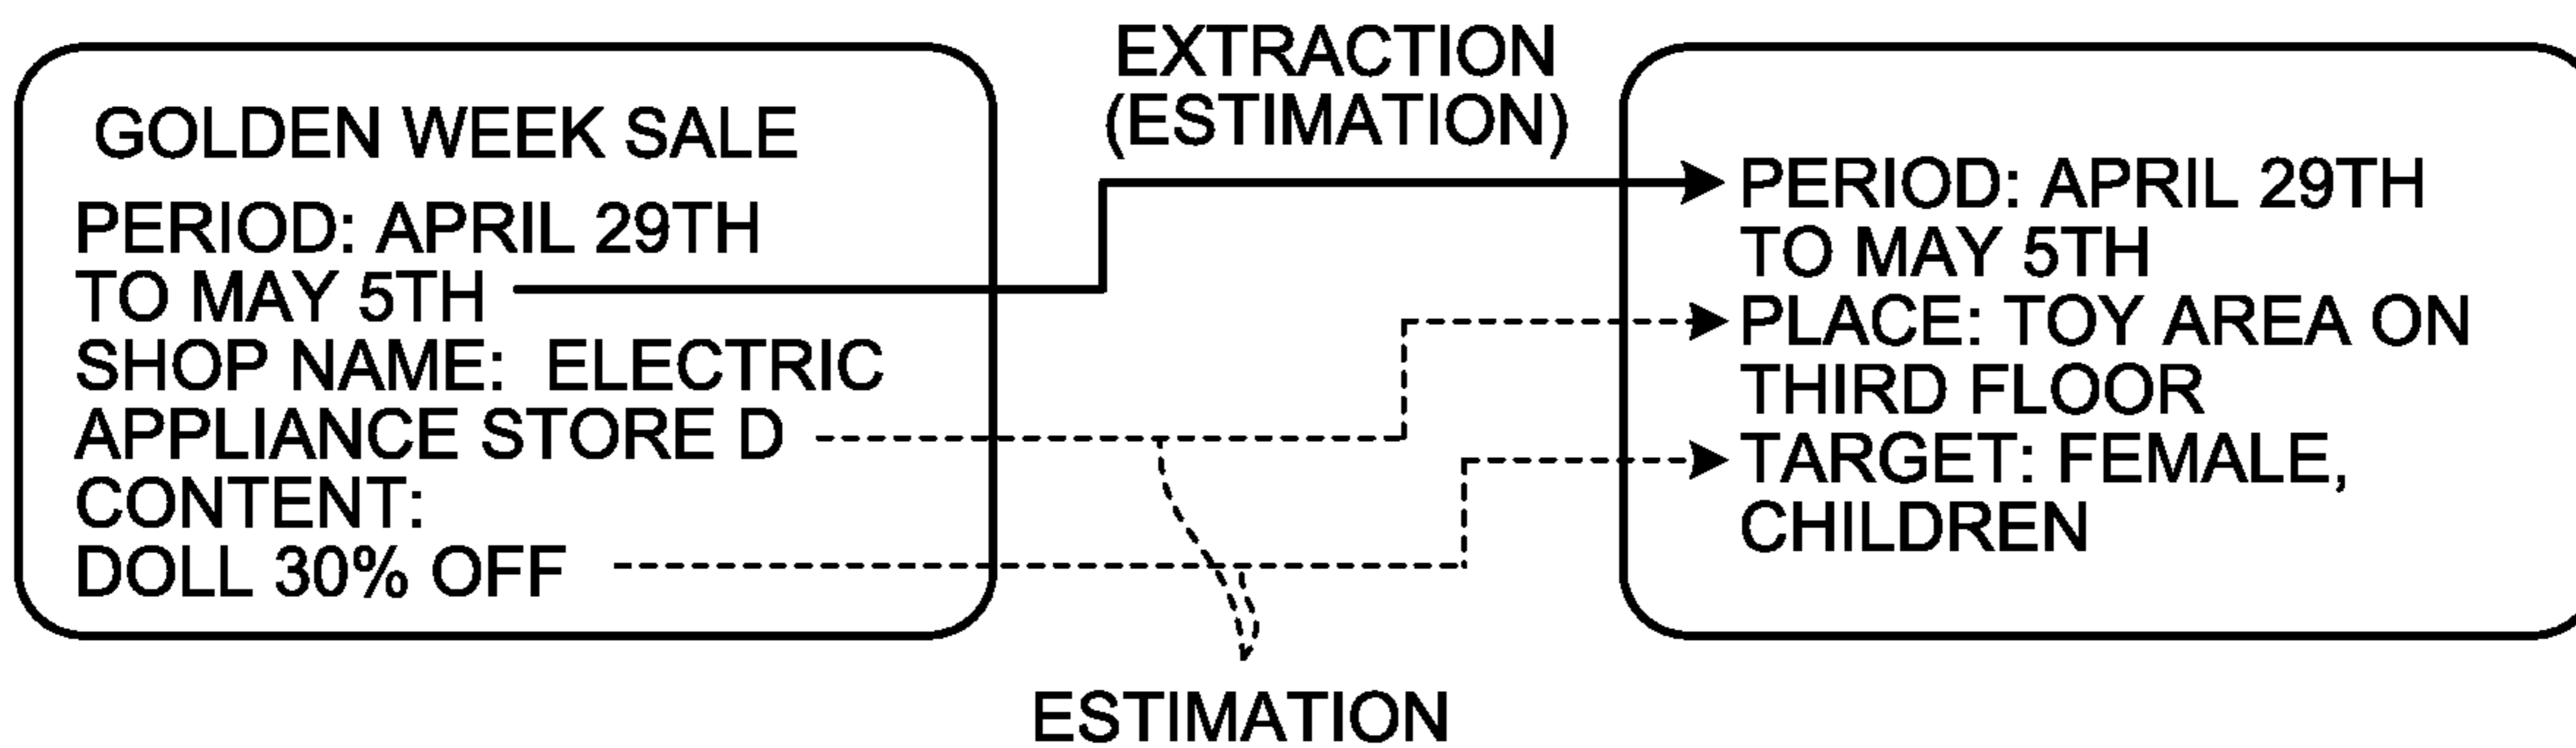 GOLDEN WEEK SALE
PERIOD: APRIL 29TH
TO MAY 5TH
SHOP NAME: ELECTRIC
APPLIANCE STORE D
CONTENT:
DOLL 30% OFF
EXTRACTION
(ESTIMATION)
PERIOD: APRIL 29TH
TO MAY 5TH
PLACE: TOY AREA ON
THIRD FLOOR
TARGET: FEMALE,
CHILDREN
ESTIMATION